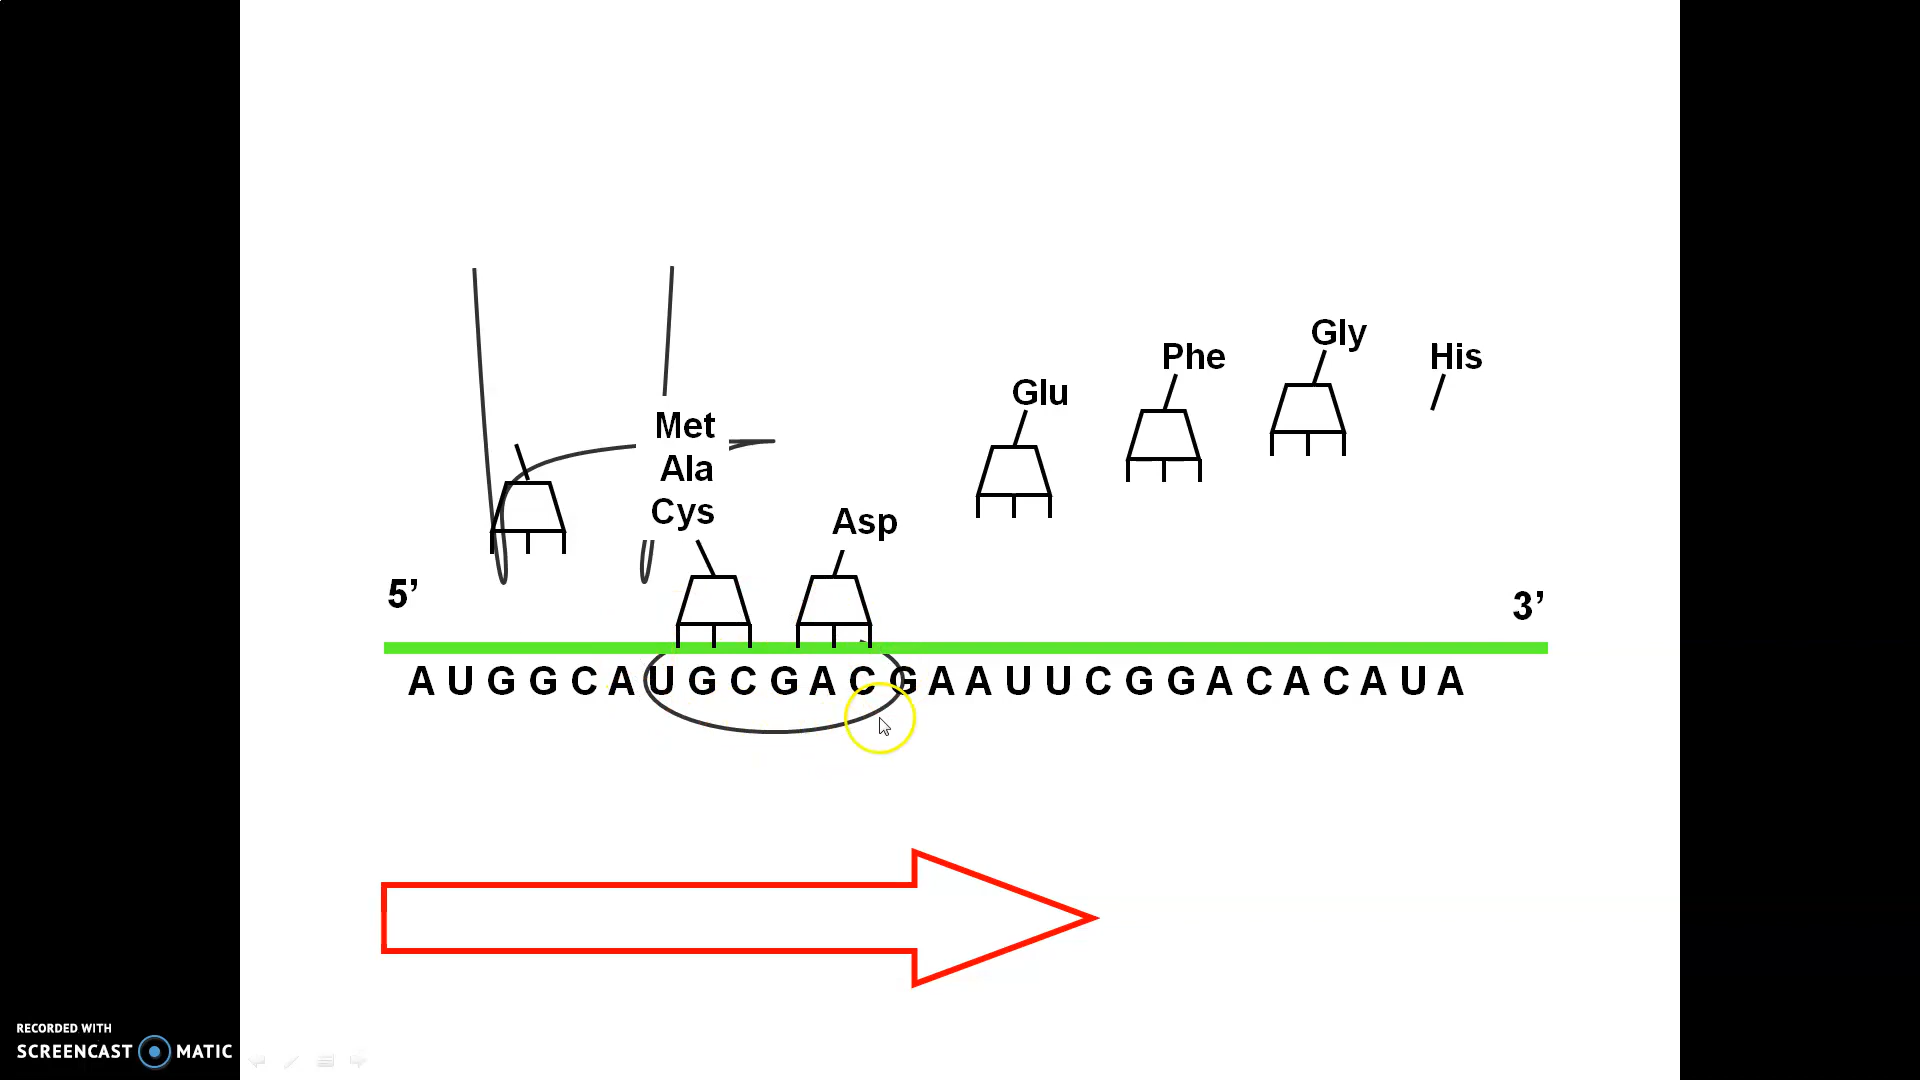 Gly
Phe
His
Glu
Met
Ala
Cys
Asp
5’
3’
A U G G C A U G C G A C G A A U U C G G A C A C A U A
RECORDED WITH
SCREENCAST MATIC